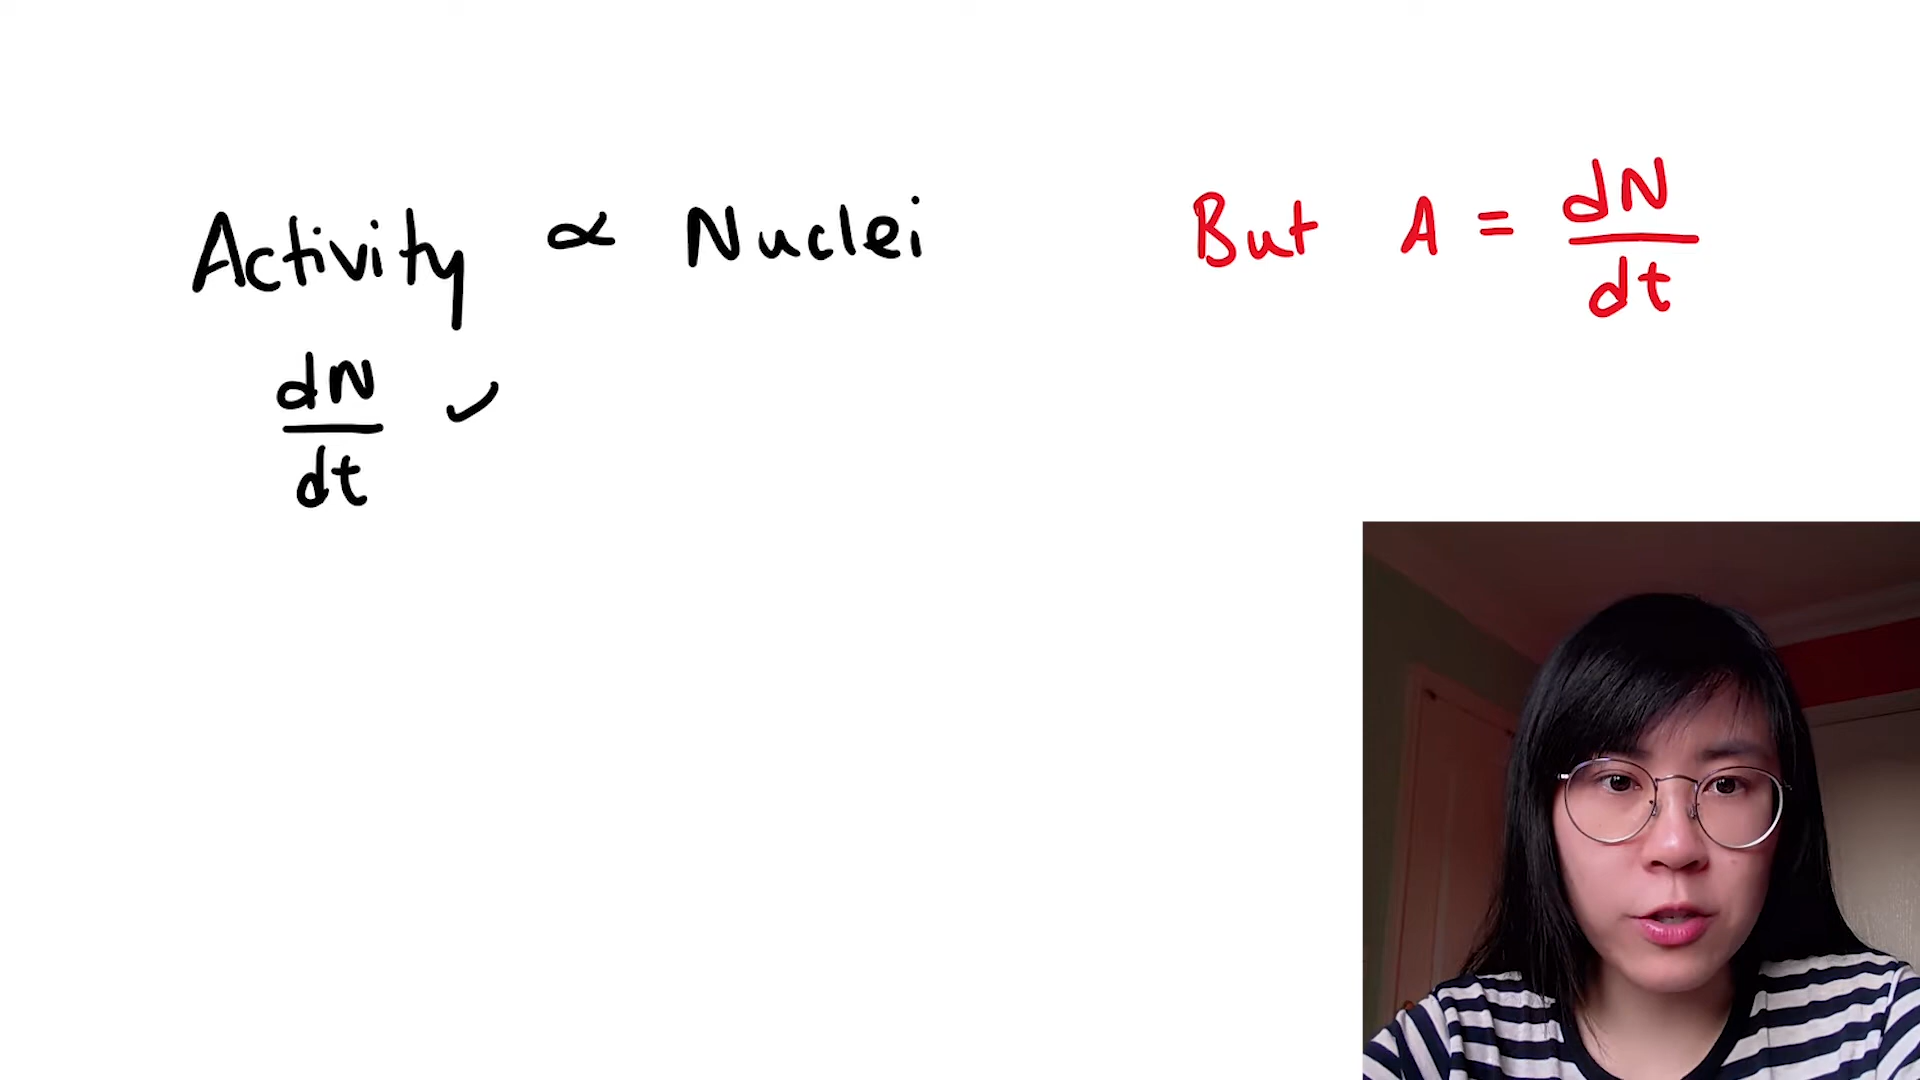 Activity ∝ Nuclei
But A = dN/dt
dN/dt ✓